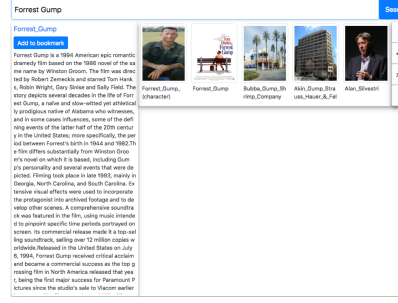 Forrest Gump
Sea
Forrest_Gump
Add to bookmark
Forrest Gump is a 1994 American epic romantic
dramedy film based on the 1986 novel of the sa
me name by Winston Groom. The film was direc
ted by Robert Zemeckis and starred Tom Hank
s, Robin Wright, Gary Sinise and Sally Field. The
story depicts several decades in the life of Forr
est Gump, a naïve and slow-witted yet athletical
ly prodigious native of Alabama who witnesses,
and in some cases influences, some of the defi
ning events of the latter half of the 20th centur
y in the United States; more specifically, the per
iod between Forrest's birth in 1944 and 1982.Th
e film differs substantially from Winston Groo
m's novel on which it is based, including Gum
p's personality and several events that were de
picted. Filming took place in late 1993, mainly in
Georgia, North Carolina, and South Carolina. Ex
tensive visual effects were used to incorporate
the protagonist into archived footage and to de
velop other scenes. A comprehensive soundtra
ck was featured in the film, using music intende
d to pinpoint specific time periods portrayed on
screen. Its commercial release made it a top-sel
ling soundtrack, selling over 12 million copies w
orldwide.Released in the United States on July
6, 1994, Forrest Gump received critical acclaim
and became a commercial success as the top g
rossing film in North America released that yea
r, being the first major success for Paramount P
ictures since the studio's sale to Viacom earlier
Forrest_Gump_
(character)
Forrest_Gump
Bubba_Gump_Sh
rimp_Company
Akin_Gump_Stra
uss_Hauer_&_Fel
Alan_Silvestri